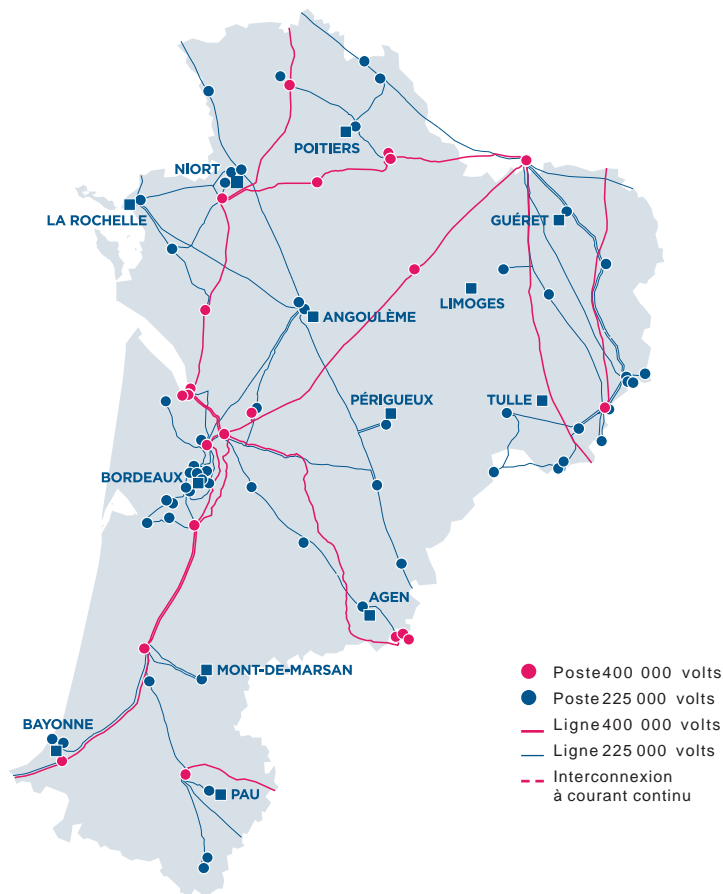 POITIERS
NIORT
LA ROCHELLE
GUÉRET
LIMOGES
ANGOULÈME
PÉRIGUEUX
TULLE
BORDEAUX
AGEN
MONT-DE-MARSAN
BAYONNE
PAU
Poste 400 000 volts
Poste 225 000 volts
Ligne 400 000 volts
Ligne 225 000 volts
Interconnexion
à courant continu